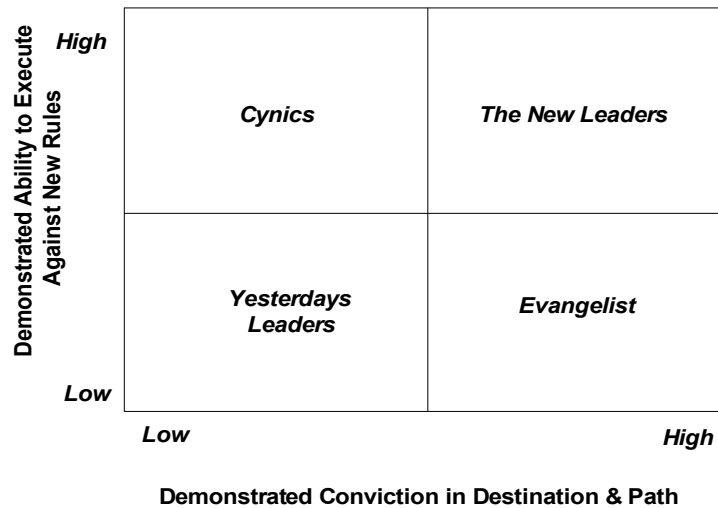 Demonstrated Ability to Execute
Against New Rules
High
Cynics
The New Leaders
Yesterdays
Leaders
Evangelist
Low
Low
High
Demonstrated Conviction in Destination & Path